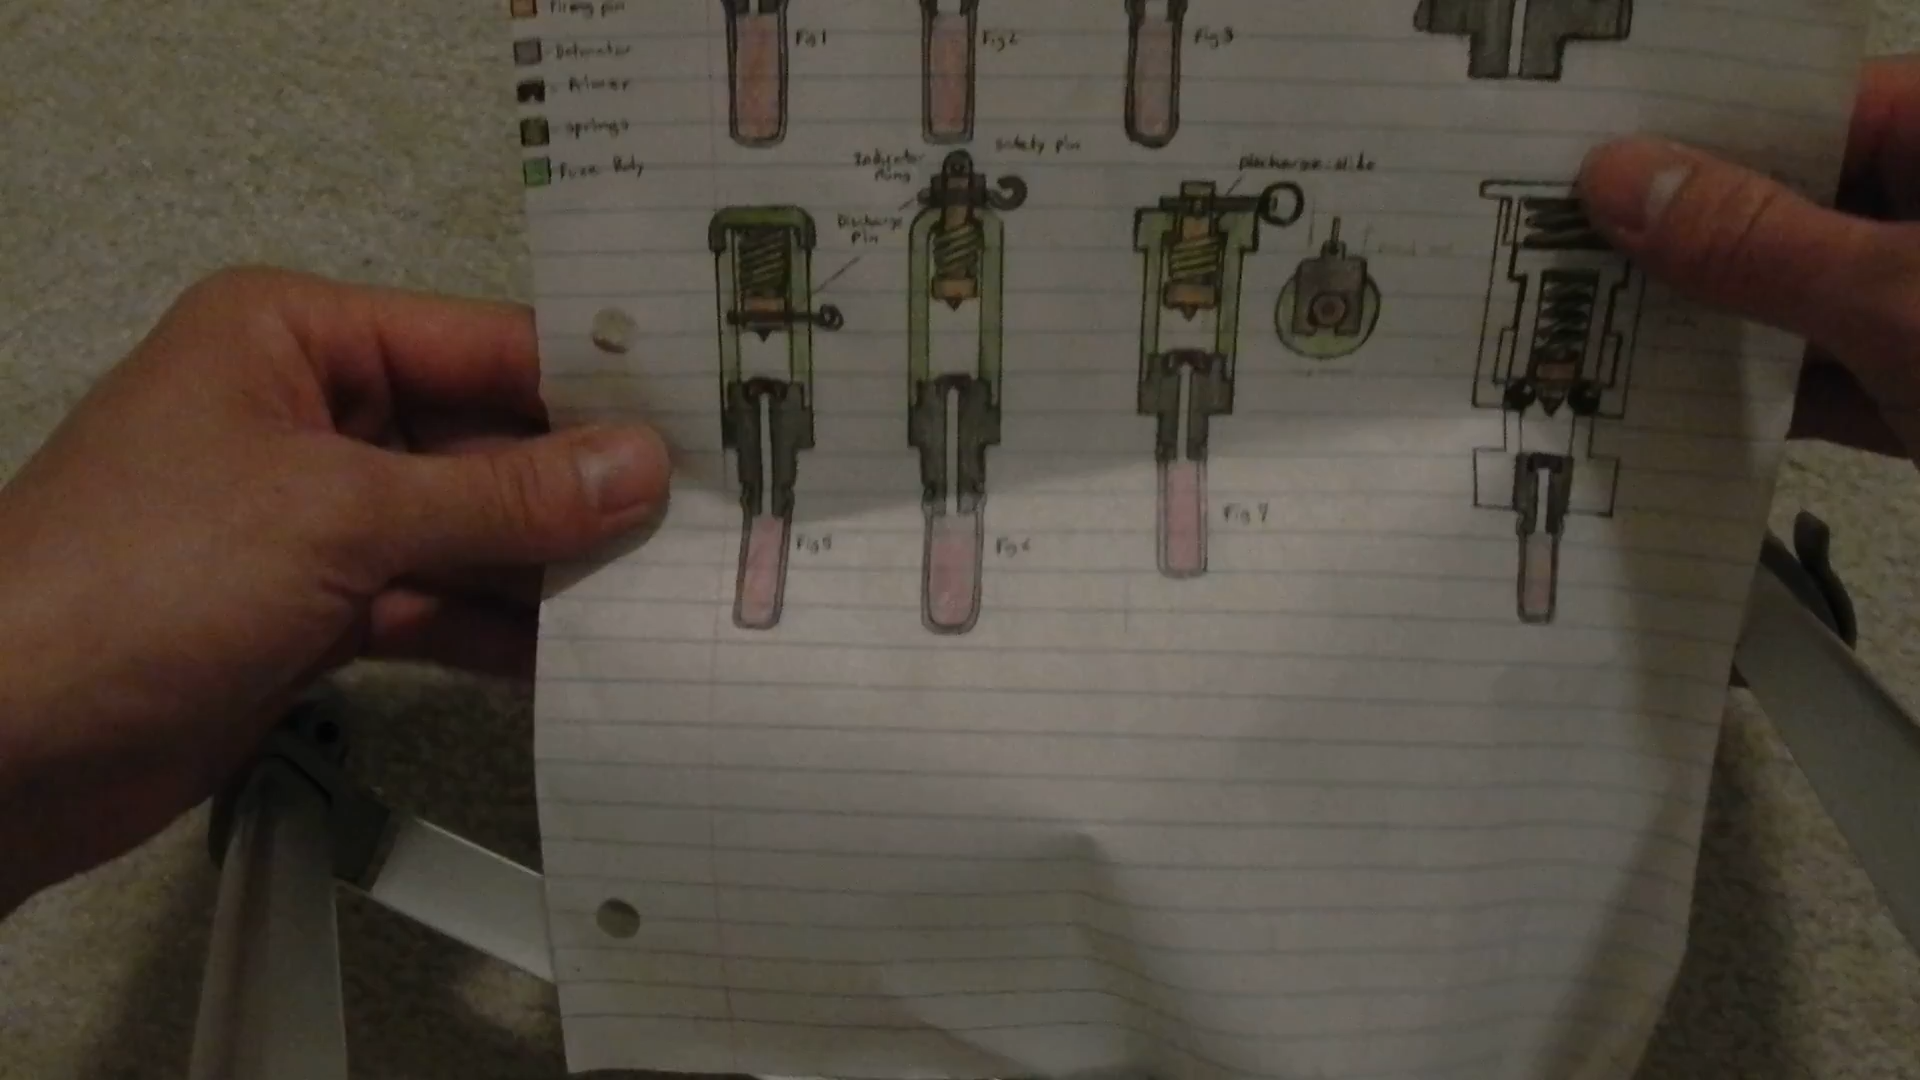 Firing pin
Detonator
Primer
Springs
Fuze Body
Fig 1
Fig 2
Fig 3
Indicator
Ring
Safety pin
Discharge
Pin
Discharge slide
Fig 5
Fig 6
Fig 7